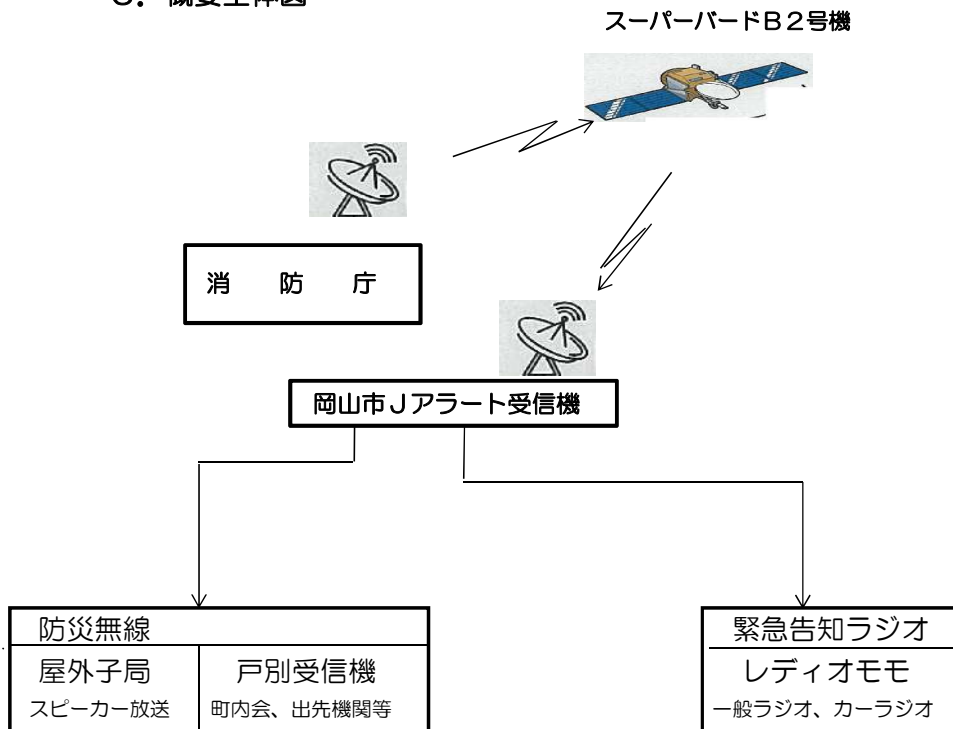 スーパーバードＢ２号機
消　防　庁
岡山市Ｊアラート受信機
防災無線
屋外子局
スピーカー放送
戸別受信機
町内会、出先機関等
緊急告知ラジオ
レディオモモ
一般ラジオ、カーラジオ